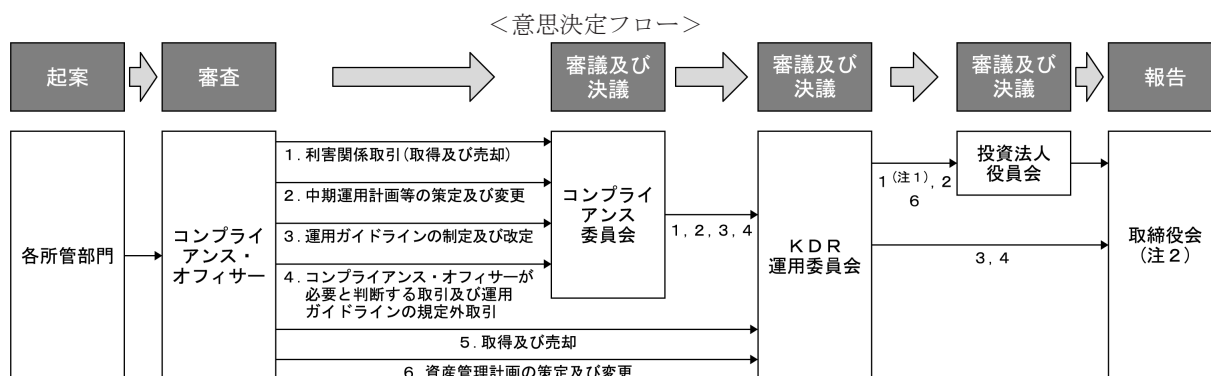 ＜意思決定フロー＞
起案
審査
審議及び
決議
審議及び
決議
審議及び
決議
報告
各所管部門
コンプライ
アンス・
オフィサー
1．利害関係取引(取得及び売却)
2．中期運用計画等の策定及び変更
3．運用ガイドラインの制定及び改定
4．コンプライアンス・オフィサーが
必要と判断する取引及び運用
ガイドラインの規定外取引
5．取得及び売却
6．資産管理計画の策定及び変更
コンプライ
アンス
委員会
1, 2, 3, 4
ＫＤＲ
運用委員会
1(注1), 2
6
3, 4
投資法人
役員会
取締役会
(注２)